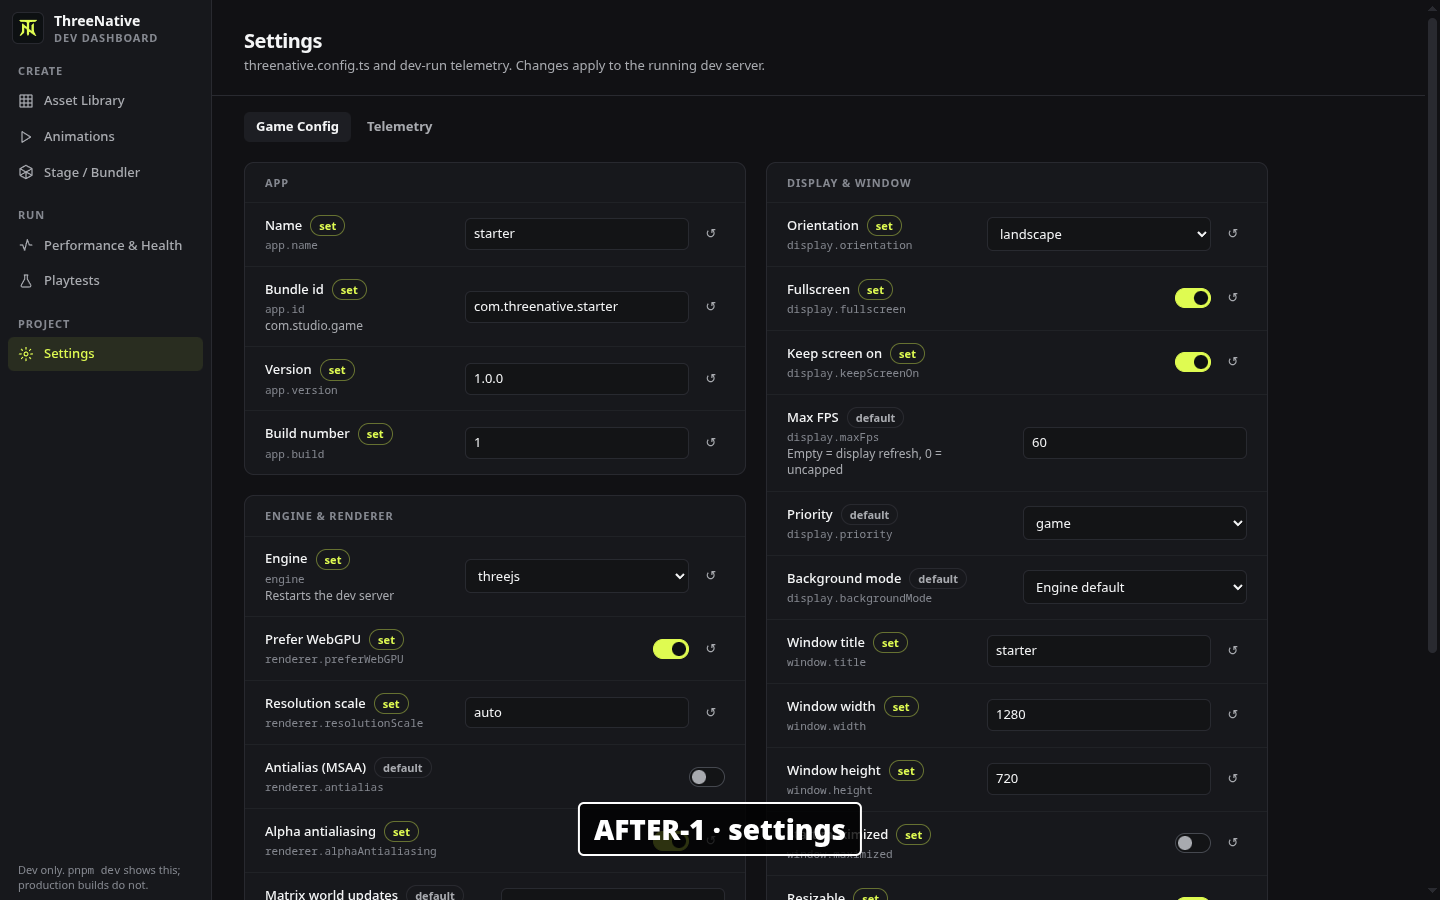 ThreeNative
DEV DASHBOARD
CREATE
Asset Library
Animations
Stage / Bundler
RUN
Performance & Health
Playtests
PROJECT
Settings
Dev only. pnpm dev shows this;
production builds do not.
Settings
threenative.config.ts and dev-run telemetry. Changes apply to the running dev server.
Game Config
Telemetry
APP
Name set
app.name
starter
Bundle id set
app.id
com.studio.game
com.threenative.starter
Version set
app.version
1.0.0
Build number set
app.build
1
ENGINE & RENDERER
Engine set
engine
Restarts the dev server
threejs
Prefer WebGPU set
renderer.preferWebGPU
Resolution scale set
renderer.resolutionScale
auto
Antialias (MSAA) default
renderer.antialias
Alpha antialiasing set
renderer.alphaAntialiasing
Matrix world updates default
DISPLAY & WINDOW
Orientation set
display.orientation
landscape
Fullscreen set
display.fullscreen
Keep screen on set
display.keepScreenOn
Max FPS default
display.maxFps
Empty = display refresh, 0 =
uncapped
60
Priority default
display.priority
game
Background mode default
display.backgroundMode
Engine default
Window title set
window.title
starter
Window width set
window.width
1280
Window height set
window.height
720
set
window.maximized
Resizable set
AFTER-1 · settings